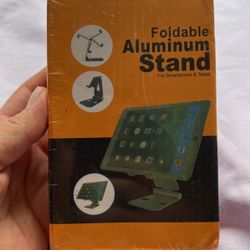 Foldable
Aluminum
Stand
For Smartphone & Tablet